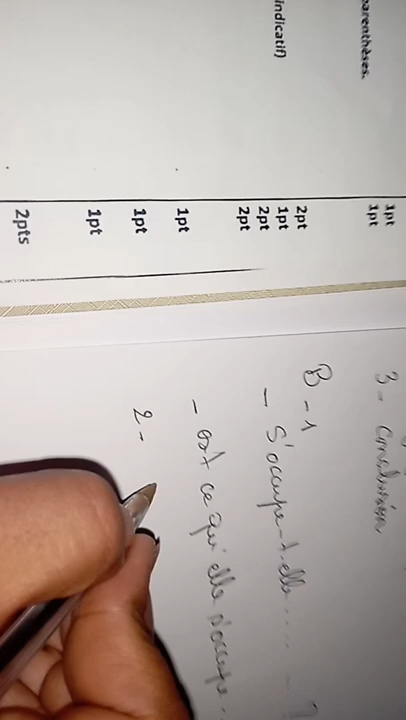 parenthèses.
indicatif)
1pt
1pt
2pt
1pt
2pt
2pt
1pt
1pt
1pt
2pts
3 - conclusion
B - 1
- S'occupe-t-elle .... - ?
- est ce qu'elle s'occupe.
2 -